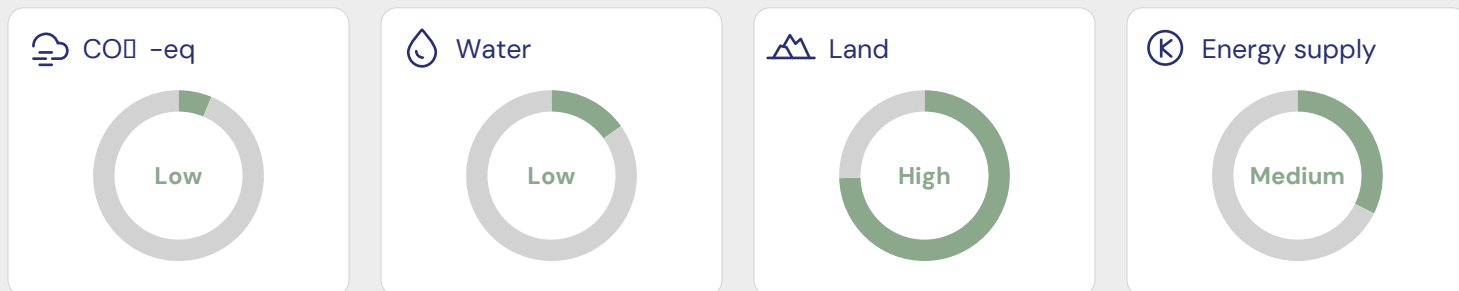 CO▯ -eq
Water
Land
Energy supply
Low
Low
High
Medium